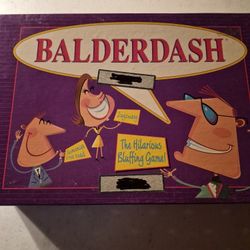 BALDERDASH
The Hilarious
Bluffing Game!